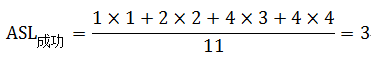 ASL成功 = (1 × 1 + 2 × 2 + 4 × 3 + 4 × 4) / 11 = 3